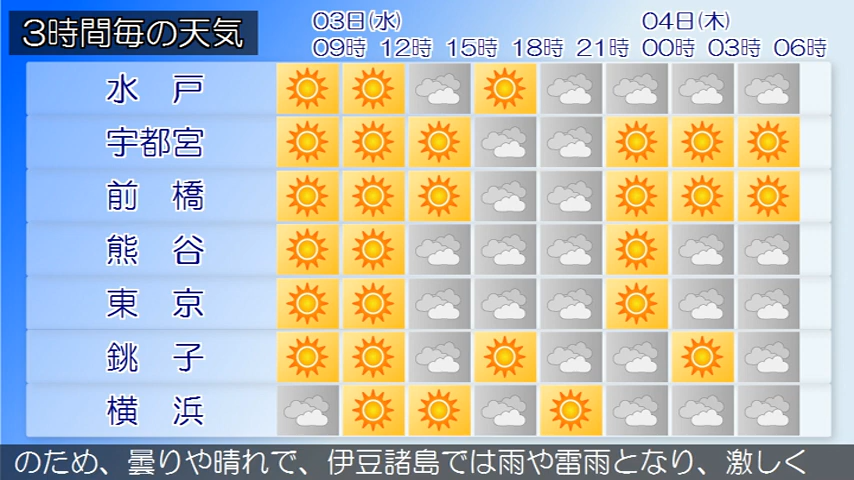 3時間毎の天気
03日(水) 04日(木)
09時 12時 15時 18時 21時 00時 03時 06時
水 戸
宇都宮
前 橋
熊 谷
東 京
銚 子
横 浜
のため、曇りや晴れで、伊豆諸島では雨や雷雨となり、激しく